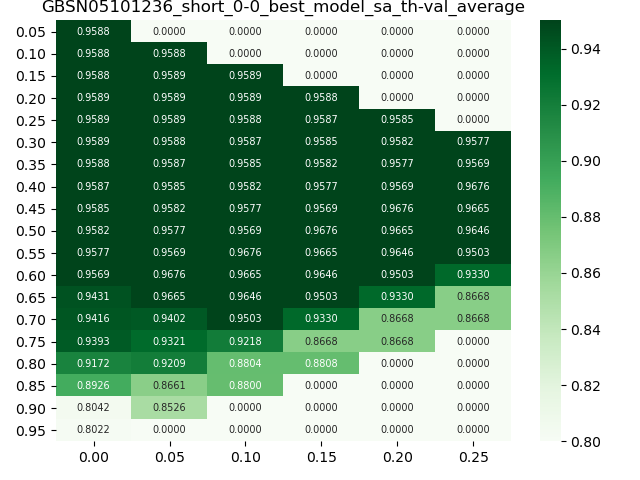 GBSN05101236_short_0-0_best_model_sa_th-val_average
0.05 0.9588 0.0000 0.0000 0.0000 0.0000 0.0000
0.10 0.9588 0.9588 0.0000 0.0000 0.0000 0.0000
0.15 0.9588 0.9589 0.9589 0.0000 0.0000 0.0000
0.20 0.9589 0.9589 0.9589 0.9588 0.0000 0.0000
0.25 0.9589 0.9589 0.9588 0.9587 0.9585 0.0000
0.30 0.9589 0.9588 0.9587 0.9585 0.9582 0.9577
0.35 0.9588 0.9587 0.9585 0.9582 0.9577 0.9569
0.40 0.9587 0.9585 0.9582 0.9577 0.9569 0.9676
0.45 0.9585 0.9582 0.9577 0.9569 0.9676 0.9665
0.50 0.9582 0.9577 0.9569 0.9676 0.9665 0.9646
0.55 0.9577 0.9569 0.9676 0.9665 0.9646 0.9503
0.60 0.9569 0.9676 0.9665 0.9646 0.9503 0.9330
0.65 0.9431 0.9665 0.9646 0.9503 0.9330 0.8668
0.70 0.9416 0.9402 0.9503 0.9330 0.8668 0.8668
0.75 0.9393 0.9321 0.9218 0.8668 0.8668 0.0000
0.80 0.9172 0.9209 0.8804 0.8808 0.0000 0.0000
0.85 0.8926 0.8661 0.8800 0.0000 0.0000 0.0000
0.90 0.8042 0.8526 0.0000 0.0000 0.0000 0.0000
0.95 0.8022 0.0000 0.0000 0.0000 0.0000 0.0000
0.00 0.05 0.10 0.15 0.20 0.25
0.94
0.92
0.90
0.88
0.86
0.84
0.82
0.80